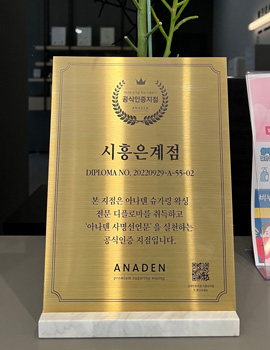 공식인증지점
시흥은계점
DIPLOMA NO. 20220929-A-55-02
본 지점은 아나덴 슈가링 왁싱
전문 디플로마를 취득하고
'아나덴 사명선언문' 을 실천하는
공식인증 지점입니다.
ANADEN
premium sugaring waxing